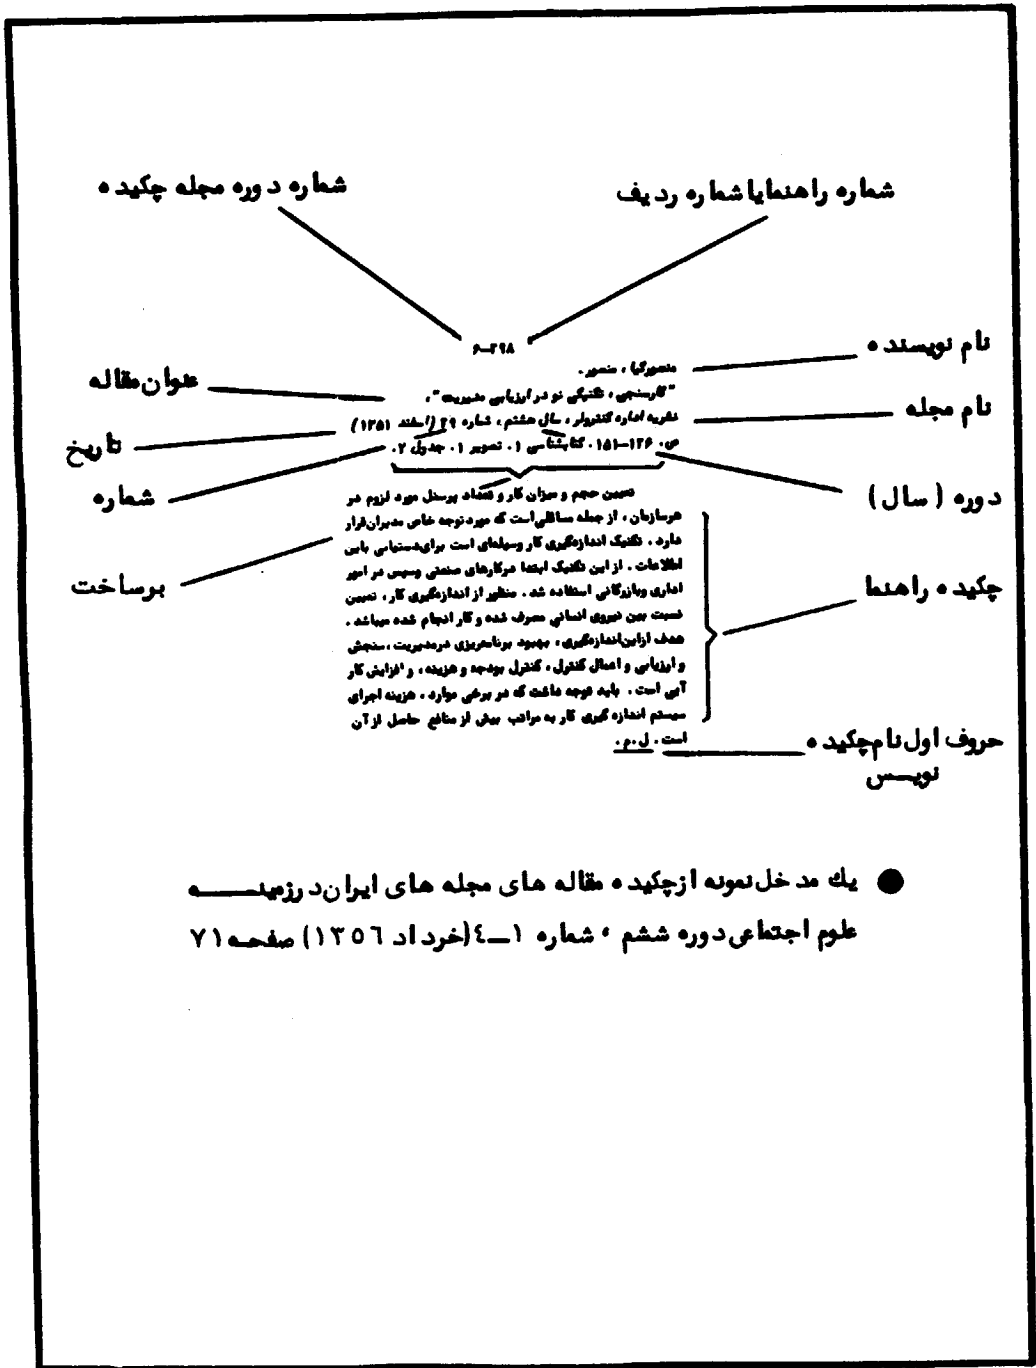 شماره راهنما یا شماره ردیف
شماره دوره مجله چکیده
۶-۲۹۸
نام نویسنده
منصورکیا ، منصور .
عنوان مقاله
"کارسنجی ، تکنیکی نو در ارزیابی مدیریت" ،
نام مجله
نشریه اداره کنترولر ، سال هشتم ، شماره ۲۹ (اسفند ۱۳۵۱)
تاریخ
ص. ۱۴۶-۱۵۱. کتابشناسی ۱. تصویر ۱. جدول ۲.
دوره ( سال )
شماره
تعیین حجم و میزان کار و تعداد پرسنل مورد لزوم در
هرسازمان ، از جمله مسائلی است که مورد توجه خاص مدیران قرار
دارد . تکنیک اندازه‌گیری کار وسیله‌ای است برای دستیابی باین
اطلاعات . از این تکنیک ابتدا درکارهای صنعتی وسپس در امور
اداری وبازرگانی استفاده شد . منظور از اندازه‌گیری کار ، تعیین
نسبت بین نیروی انسانی مصرف شده و کار انجام شده میباشد .
هدف ازاین‌اندازه‌گیری ، بهبود برنامه‌ریزی درمدیریت ، سنجش
و ارزیابی و اعمال کنترل ، کنترل بودجه و هزینه ، و افزایش کار
آیی است . باید توجه داشت که در برخی موارد ، هزینه اجرای
سیستم اندازه گیری کار به مراتب بیش از منافع حاصل از آن
است . ل.م.
برساخت
چکیده راهنما
حروف اول نام چکیده
نویس
● یک مدخل نمونه ازچکیده مقاله های مجله های ایران درزمینه
علوم اجتماعی دوره ششم ، شماره ۱-۴(خرداد ۱۳۵۶) صفحه ۷۱